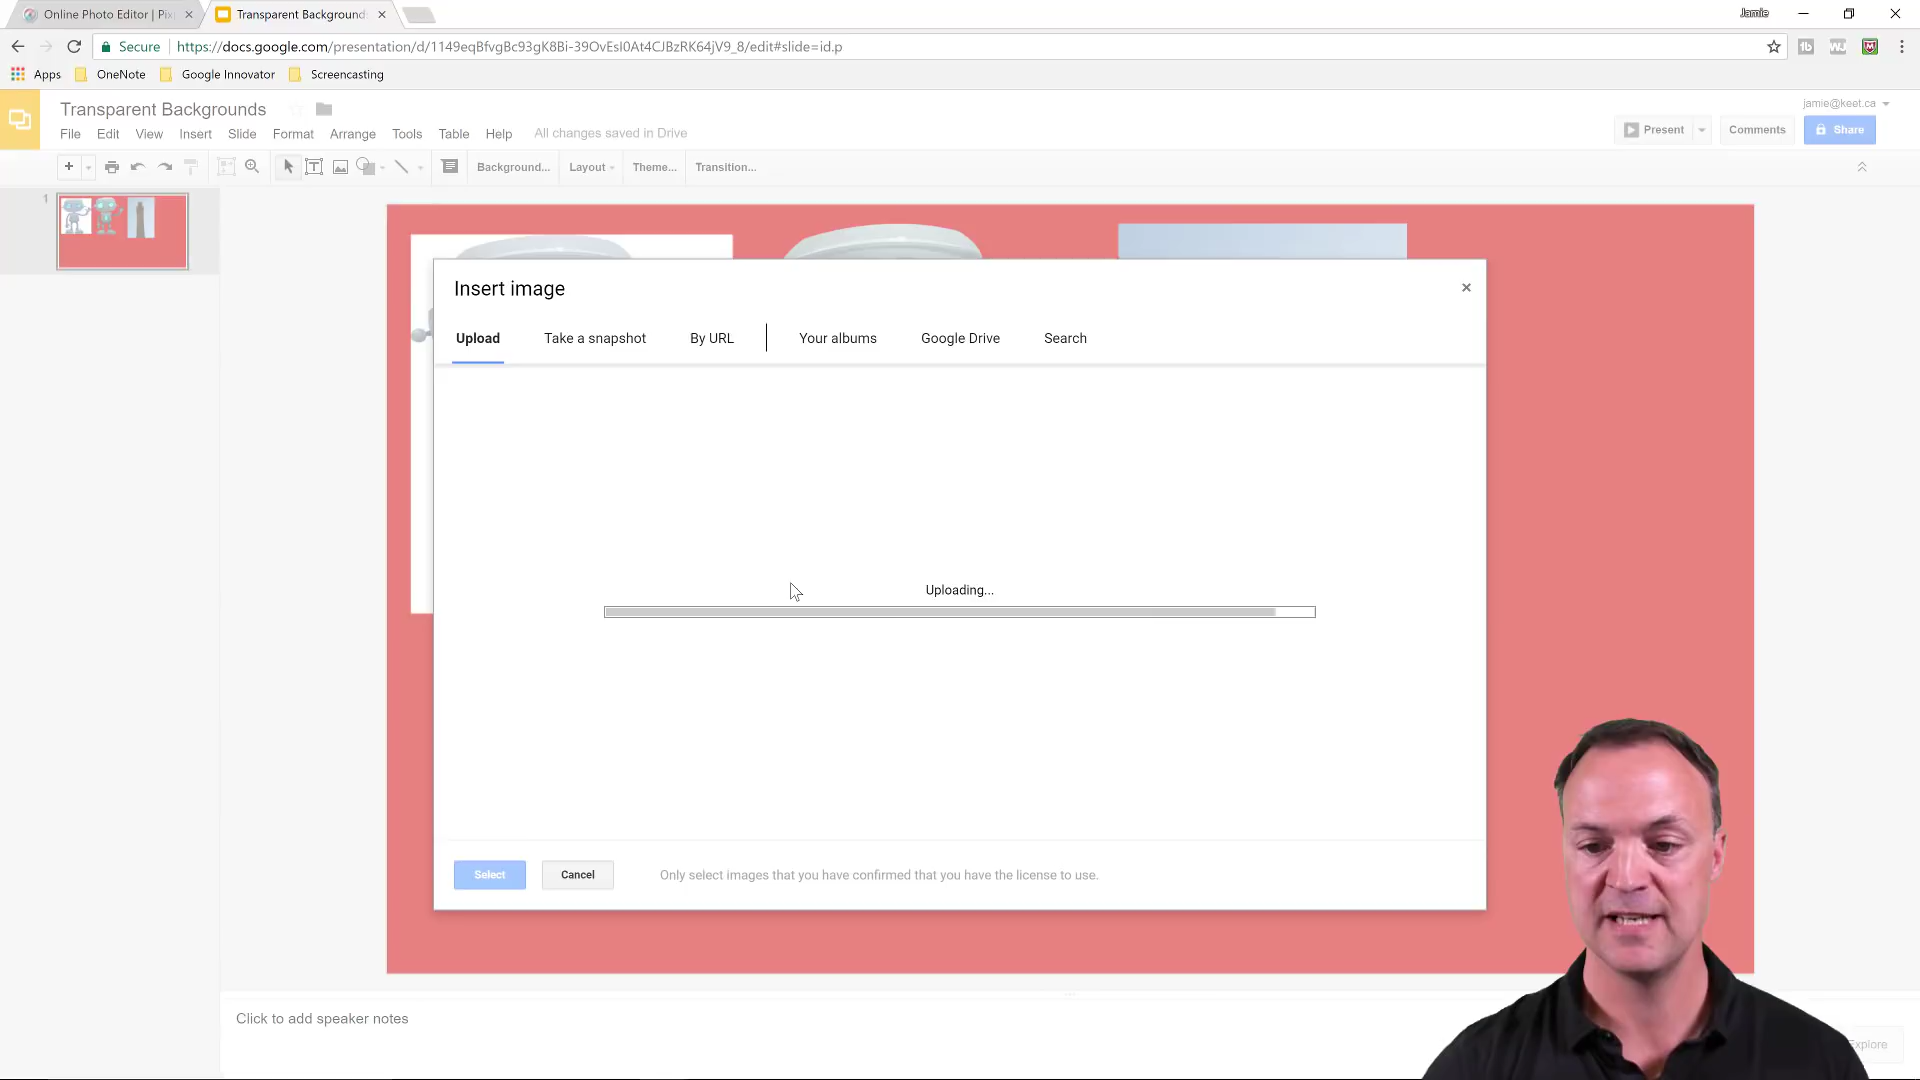 Online Photo Editor | Pix
Transparent Backgrounds
Jamie
Secure
https://docs.google.com/presentation/d/1149eqBfvgBc93gK8Bi-39OvEsI0At4CJBzRK64jV9_8/edit#slide=id.p
Apps
OneNote
Google Innovator
Screencasting
Transparent Backgrounds
jamie@keet.ca
File Edit View Insert Slide Format Arrange Tools Table Help All changes saved in Drive
Present
Comments
Share
Background...
Layout
Theme...
Transition...
1
Insert image
Upload
Take a snapshot
By URL
Your albums
Google Drive
Search
Uploading...
Select
Cancel
Only select images that you have confirmed that you have the license to use.
Click to add speaker notes
Explore